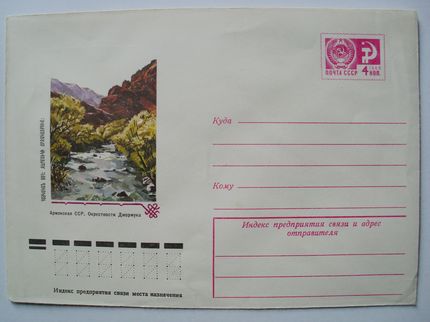 ПОЧТА СССР
4 КОП.
Куда
Кому
Армянская ССР. Окрестности Джермука
Индекс предприятия связи и адрес
отправителя
Индекс предприятия связи места назначения